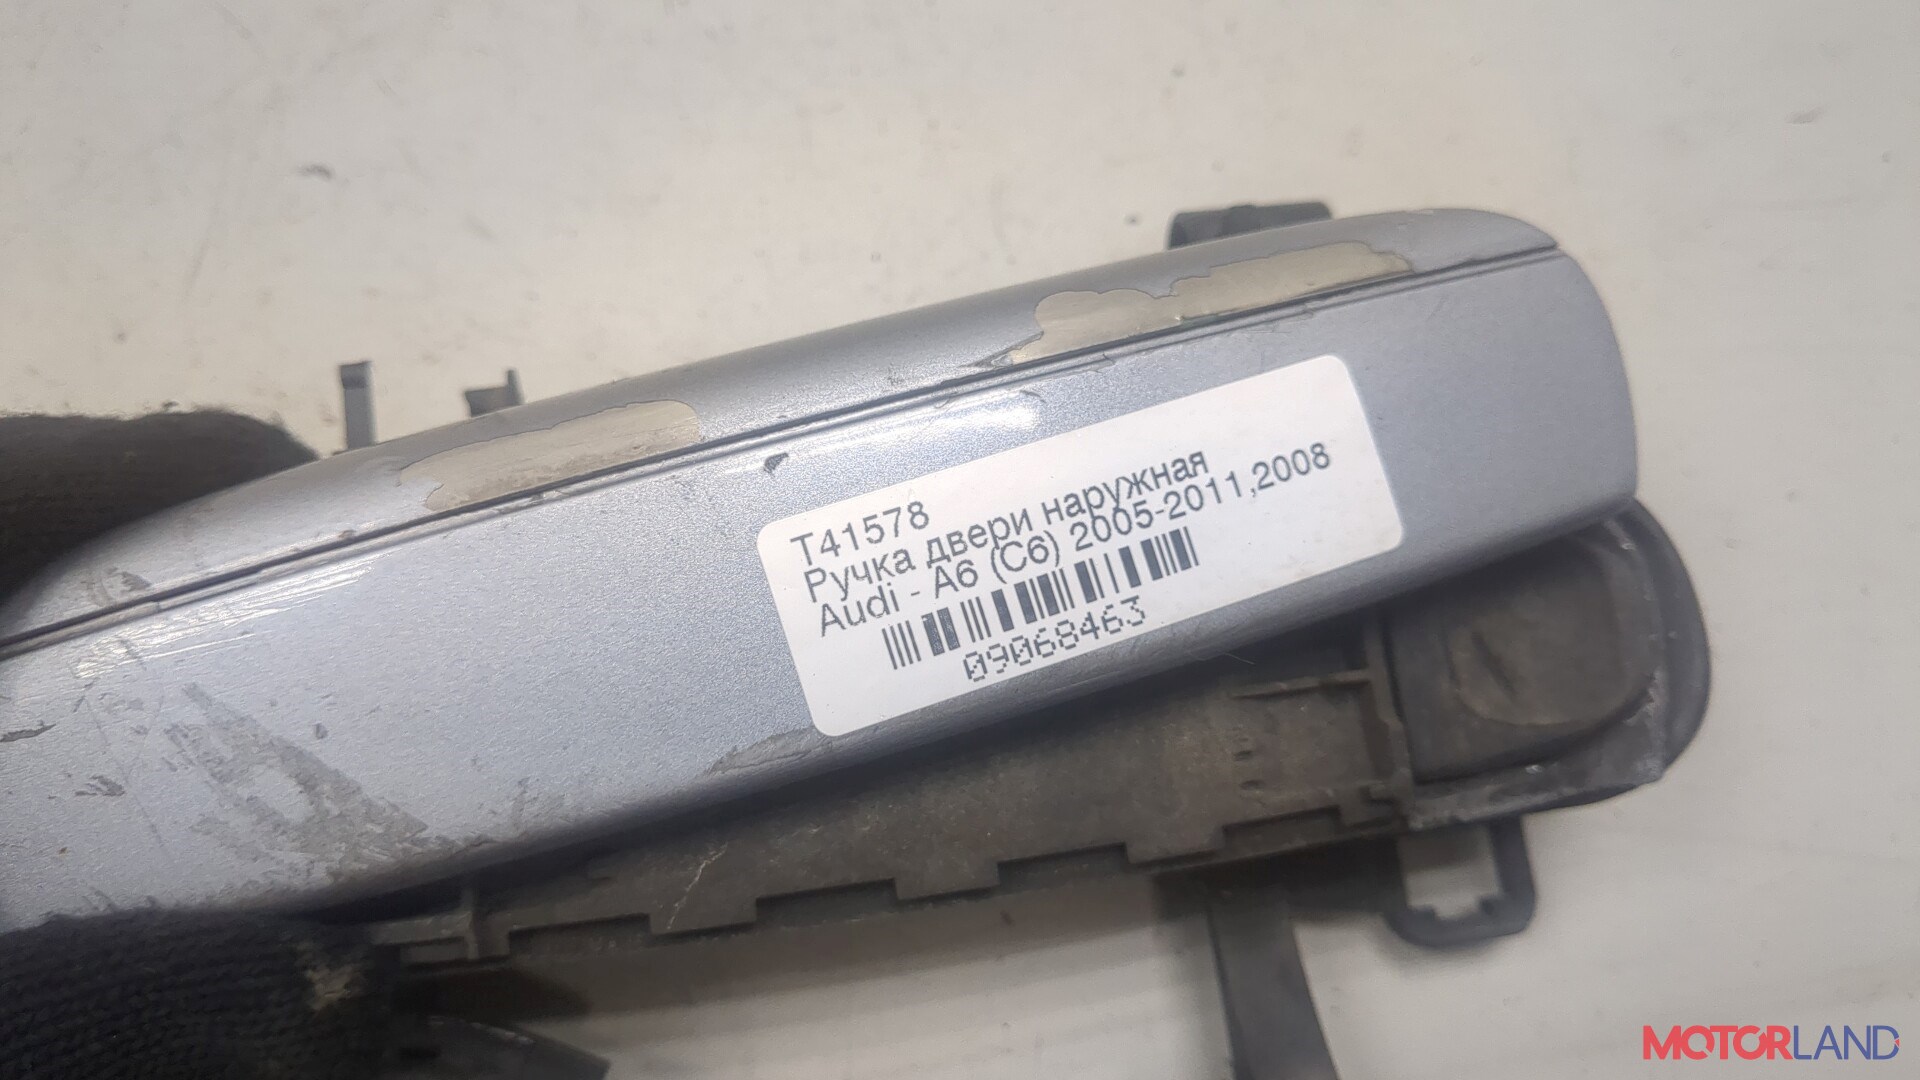 T41578
Ручка двери наружная
Audi - A6 (C6) 2005-2011,2008
09068463
MOTORLAND